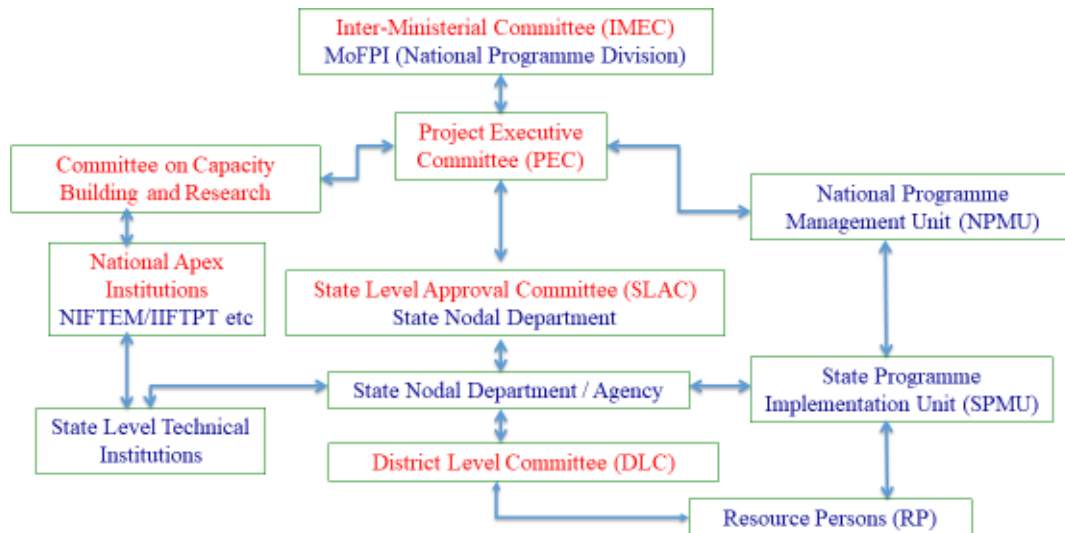 Inter-Ministerial Committee (IMEC)
MoFPI (National Programme Division)
Project Executive
Committee (PEC)
Committee on Capacity
Building and Research
National Programme
Management Unit (NPMU)
National Apex
Institutions
NIFTEM/IIFTPT etc
State Level Approval Committee (SLAC)
State Nodal Department
State Nodal Department / Agency
State Programme
Implementation Unit (SPMU)
State Level Technical
Institutions
District Level Committee (DLC)
Resource Persons (RP)